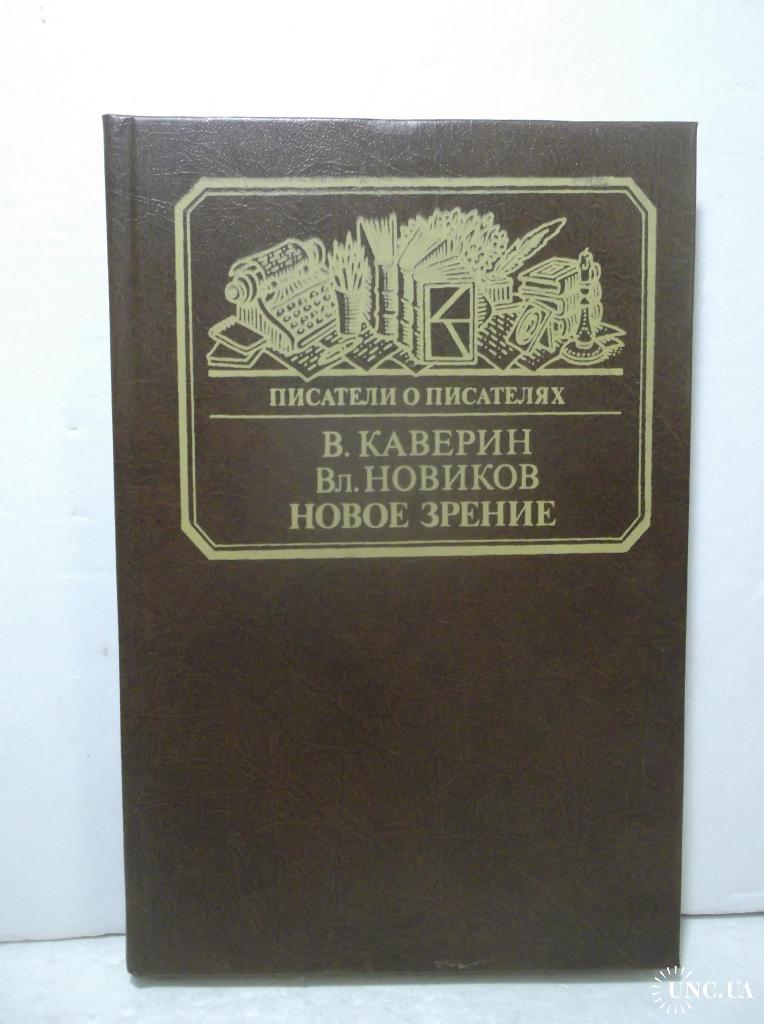 ПИСАТЕЛИ О ПИСАТЕЛЯХ
В. КАВЕРИН
Вл. НОВИКОВ
НОВОЕ ЗРЕНИЕ
UNC.UA